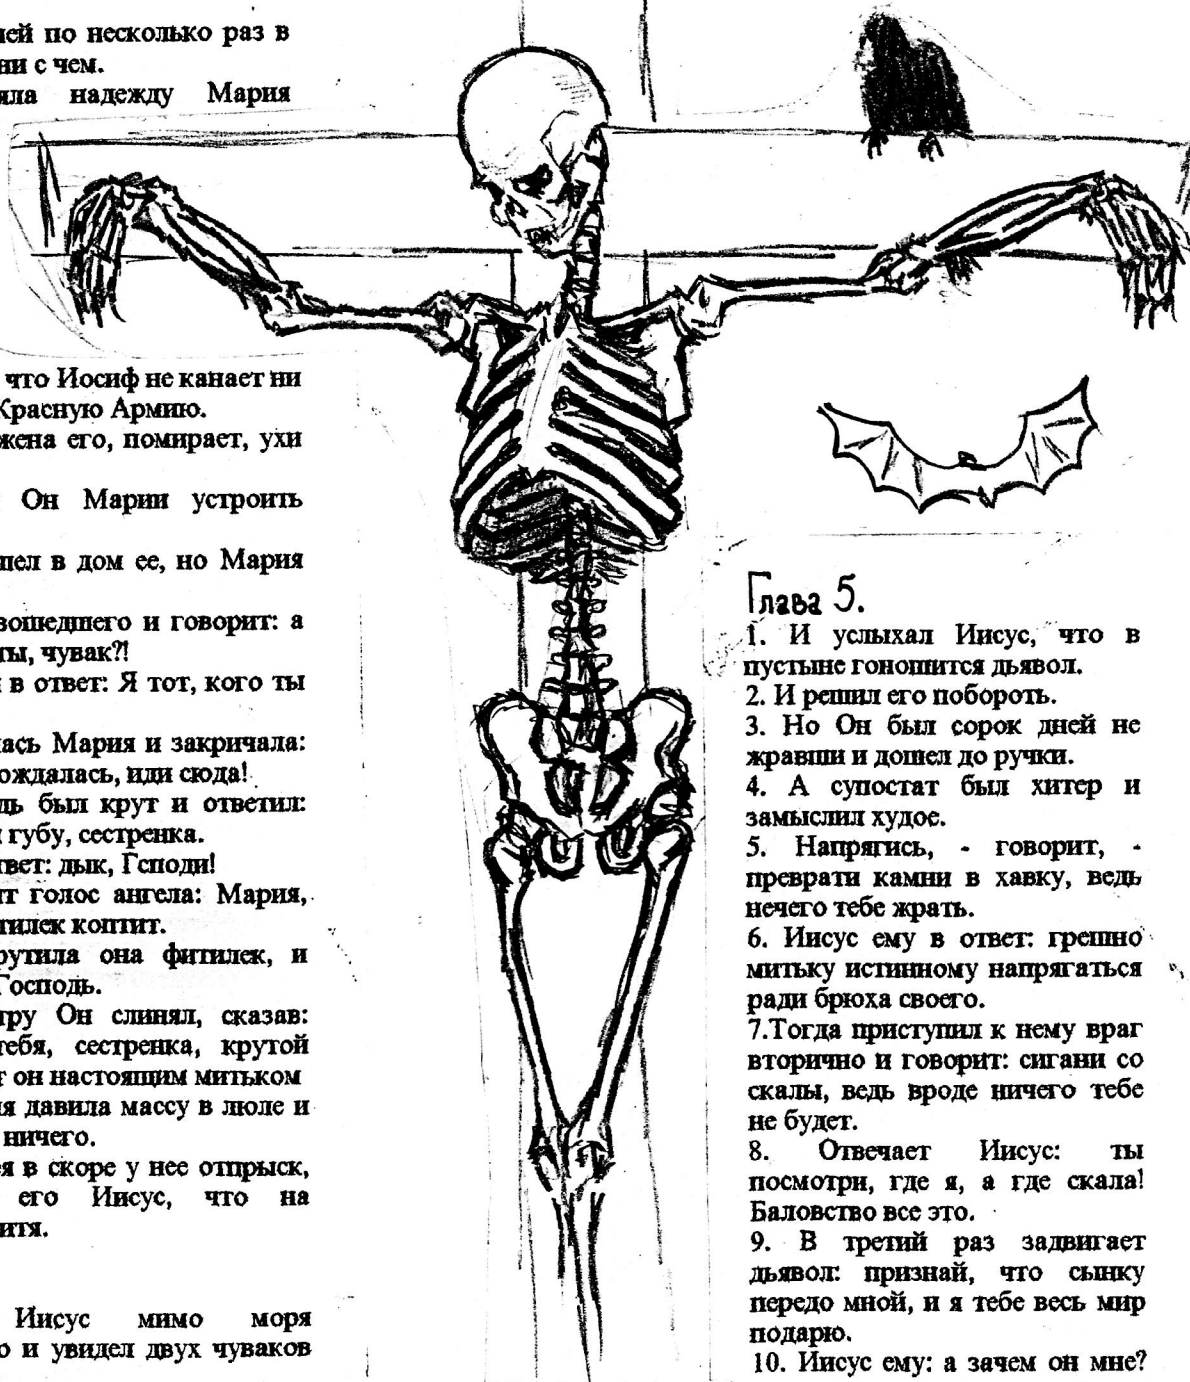 ей по несколько раз в
ни с чем.
яла надежду Мария
что Иосиф не канает ни
Красную Армию.
жена его, помирает, ухи
Он Марии устроить
шел в дом ее, но Мария
вошедшего и говорит: а
ты, чувак?!
в ответ: Я тот, кого ты
ась Мария и закричала:
ождалась, иди сюда!
дь был крут и ответил:
губу, сестренка.
твет: дык, Гсподи!
т голос ангела: Мария,
тилек коптит.
рутила она фитилек, и
Господь.
тру Он слинял, сказав:
тебя, сестренка, крутой
т он настоящим митьком
я давила массу в люле и
ничего.
я в скоре у нее отпрыск,
его Иисус, что на
итя.
Иисус мимо моря
о и увидел двух чуваков
Глава 5.
1. И услыхал Иисус, что в
пустыне гоношится дьявол.
2. И решил его побороть.
3. Но Он был сорок дней не
жравши и дошел до ручки.
4. А супостат был хитер и
замыслил худое.
5. Напрягись, - говорит, -
преврати камни в хавку, ведь
нечего тебе жрать.
6. Иисус ему в ответ: грешно
митьку истинному напрягаться
ради брюха своего.
7.Тогда приступил к нему враг
вторично и говорит: сигани со
скалы, ведь вроде ничего тебе
не будет.
8. Отвечает Иисус: ты
посмотри, где я, а где скала!
Баловство все это.
9. В третий раз задвигает
дьявол: признай, что сынку
передо мной, и я тебе весь мир
подарю.
10. Иисус ему: а зачем он мне?